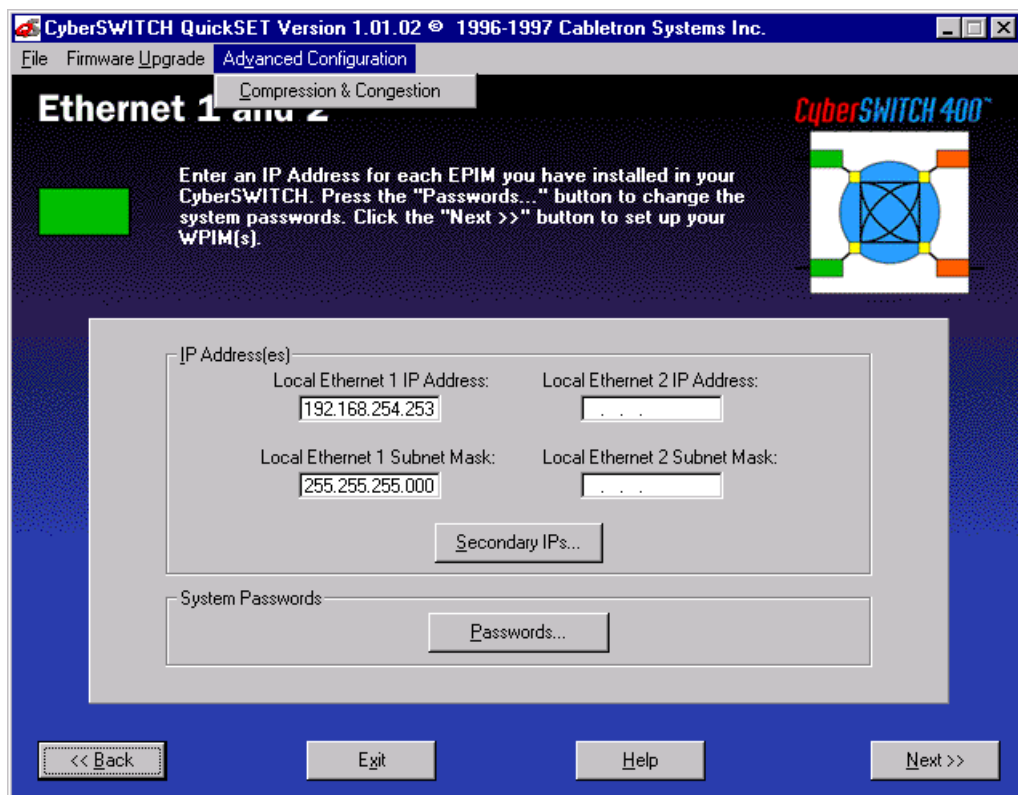 CyberSWITCH QuickSET Version 1.01.02 © 1996-1997 Cabletron Systems Inc.
File Firmware Upgrade Advanced Configuration
Compression & Congestion
Ethernet 1 and 2
CyberSWITCH 400™
Enter an IP Address for each EPIM you have installed in your
CyberSWITCH. Press the "Passwords..." button to change the
system passwords. Click the "Next >>" button to set up your
WPIM(s).
IP Address(es)
Local Ethernet 1 IP Address: Local Ethernet 2 IP Address:
192.168.254.253 . . .
Local Ethernet 1 Subnet Mask: Local Ethernet 2 Subnet Mask:
255.255.255.000 . . .
Secondary IPs...
System Passwords
Passwords...
<< Back Exit Help Next >>